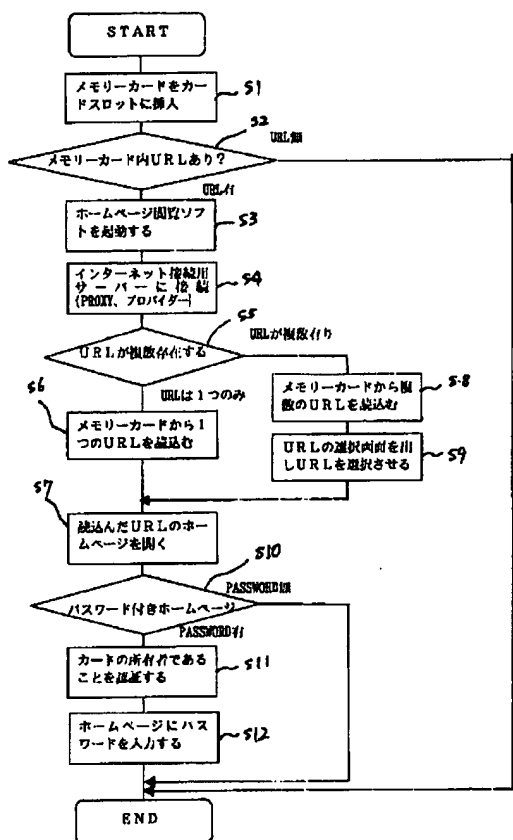 START
メモリーカードをカー
ドスロットに挿入
S1
S2
URL無
メモリーカード内URLあり?
URL有
ホームページ閲覧ソフ
トを起動する
S3
インターネット接続用
サーバーに接続
(PROXY、プロバイダー)
S4
S5
URLが複数有り
URLが複数存在する
URLは1つのみ
S6
メモリーカードから1
つのURLを読込む
メモリーカードから複
数のURLを読込む
S8
URLの選択画面を出
しURLを選択させる
S9
S7
読込んだURLのホー
ムページを開く
S10
PASSWORD無
パスワード付きホームページ
PASSWORD有
カードの所有者である
ことを認証する
S11
ホームページにパス
ワードを入力する
S12
END